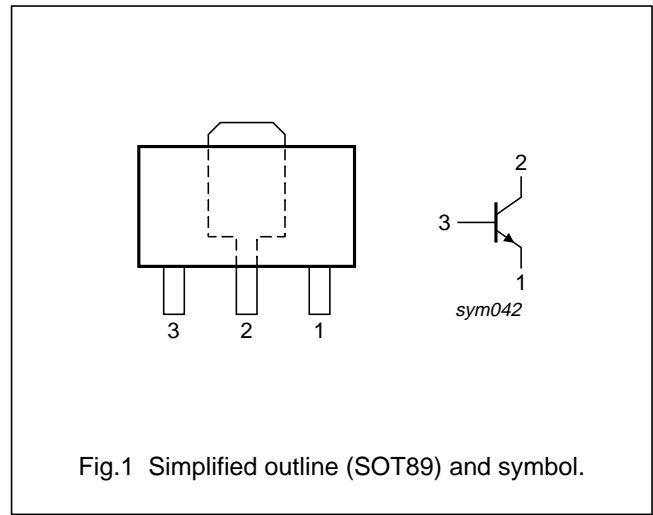 2
3
1
sym042
3 2 1
Fig.1 Simplified outline (SOT89) and symbol.